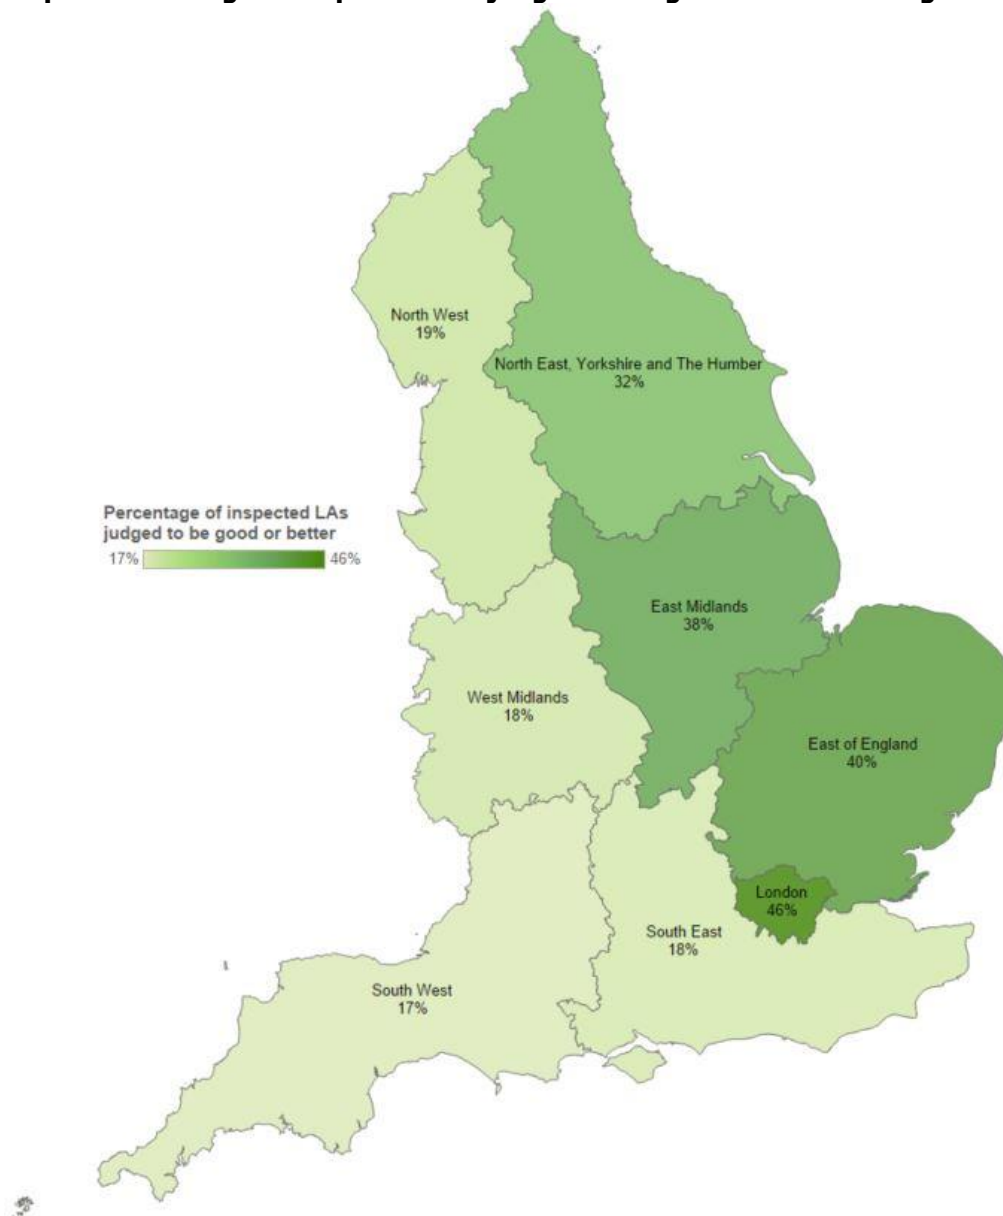 North West
19%
North East, Yorkshire and The Humber
32%
Percentage of inspected LAs
judged to be good or better
17% 46%
East Midlands
38%
West Midlands
18%
East of England
40%
London
46%
South East
18%
South West
17%